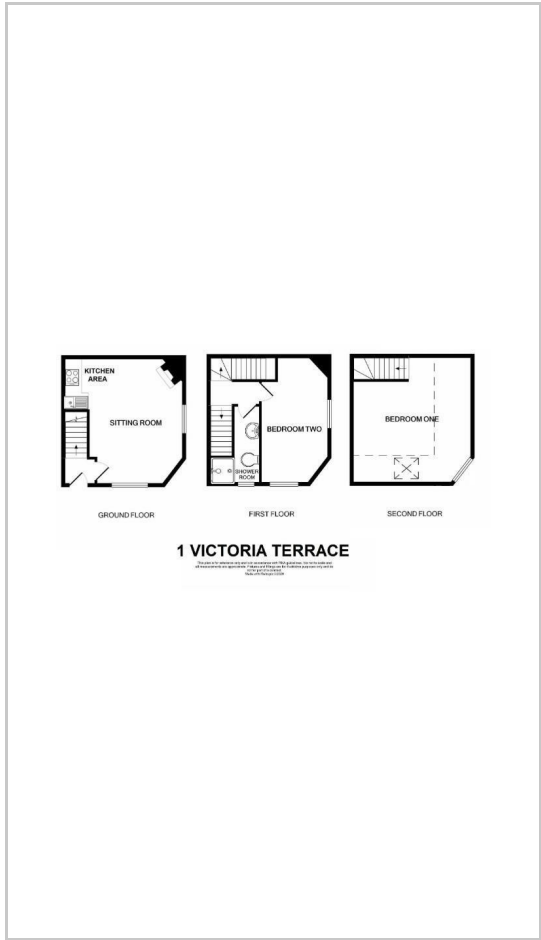 KITCHEN
AREA
SITTING ROOM
GROUND FLOOR
BEDROOM TWO
SHOWER
ROOM
FIRST FLOOR
BEDROOM ONE
SECOND FLOOR
1 VICTORIA TERRACE